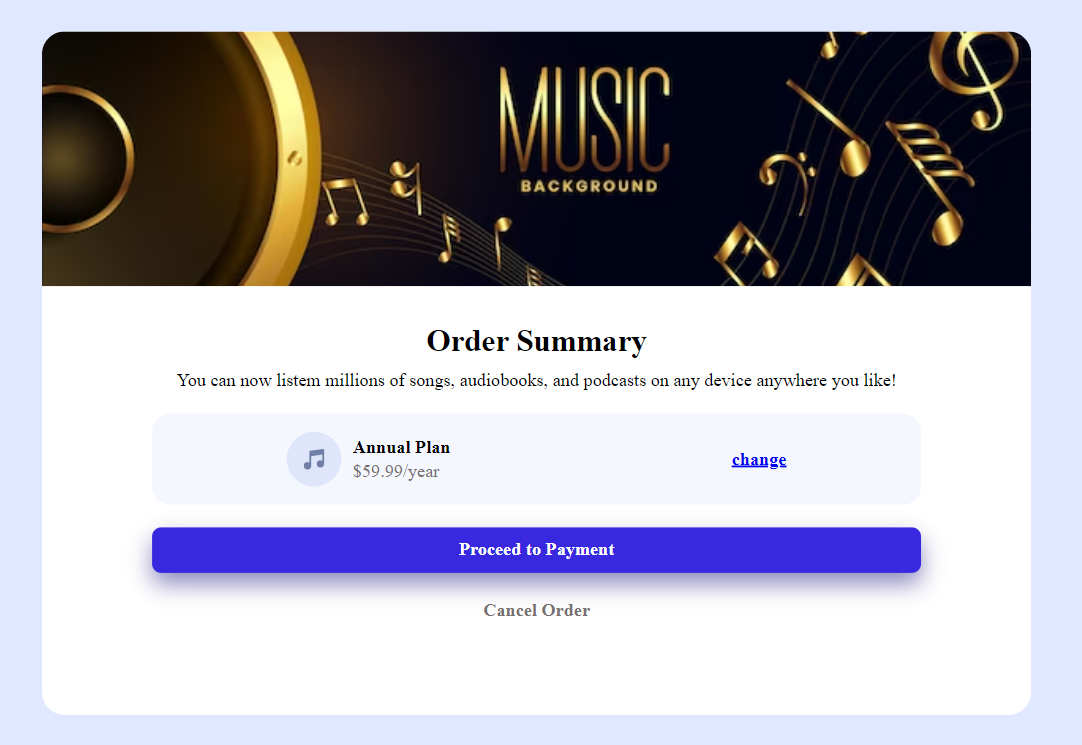 MUSIC
BACKGROUND
Order Summary
You can now listem millions of songs, audiobooks, and podcasts on any device anywhere you like!
Annual Plan
$59.99/year
change
Proceed to Payment
Cancel Order